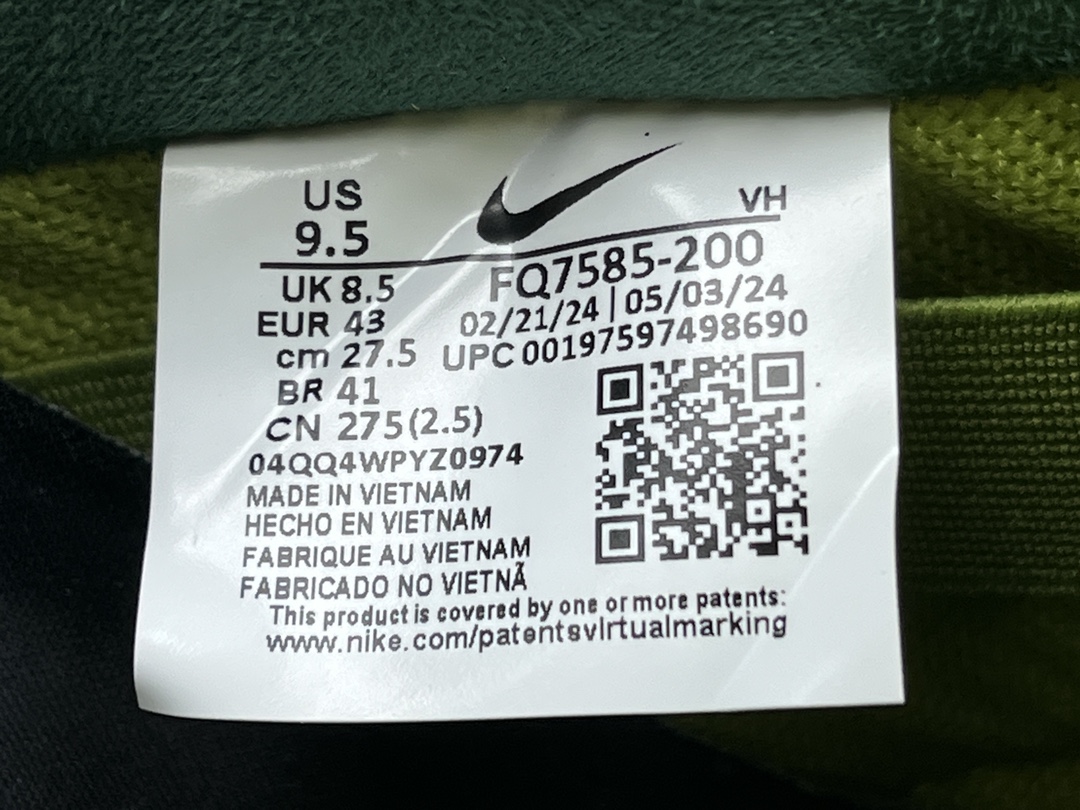 US
9.5
VH
UK 8.5
FQ7585-200
EUR 43
02/21/24 | 05/03/24
cm 27.5
UPC 00197597498690
BR 41
CN 275(2.5)
04QQ4WPYZ0974
MADE IN VIETNAM
HECHO EN VIETNAM
FABRIQUE AU VIETNAM
FABRICADO NO VIETNÃ
This product is covered by one or more patents:
www.nike.com/patentsvirtualmarking